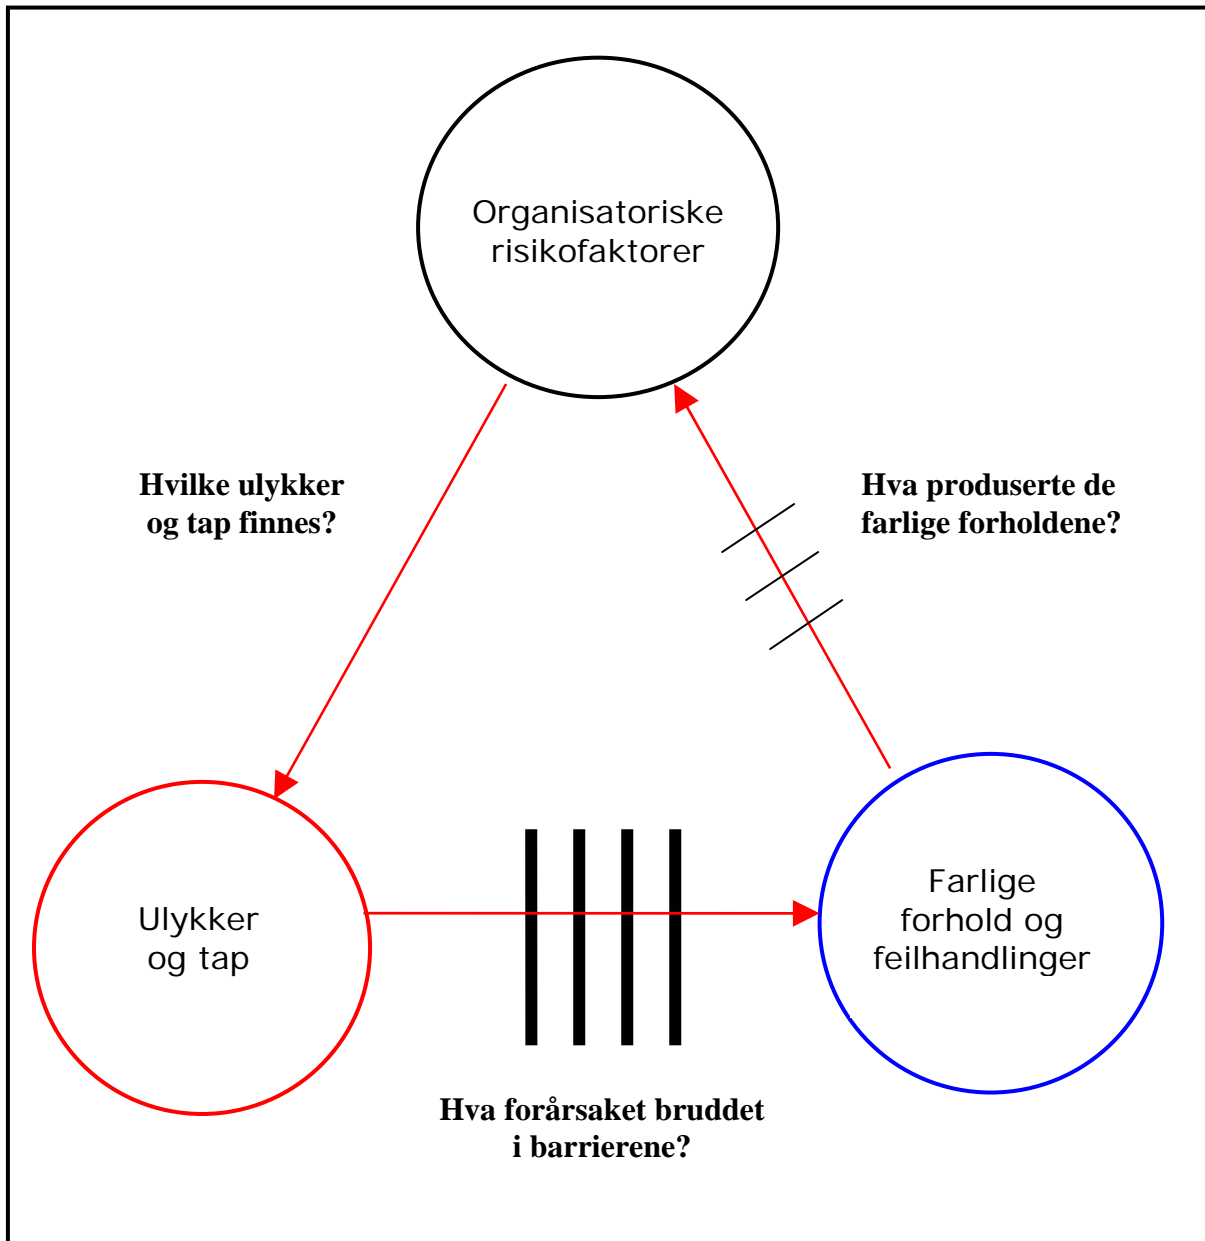 Organisatoriske
risikofaktorer
Hvilke ulykker
og tap finnes?
Hva produserte de
farlige forholdene?
Ulykker
og tap
Farlige
forhold og
feilhandlinger
Hva forårsaket bruddet
i barrierene?